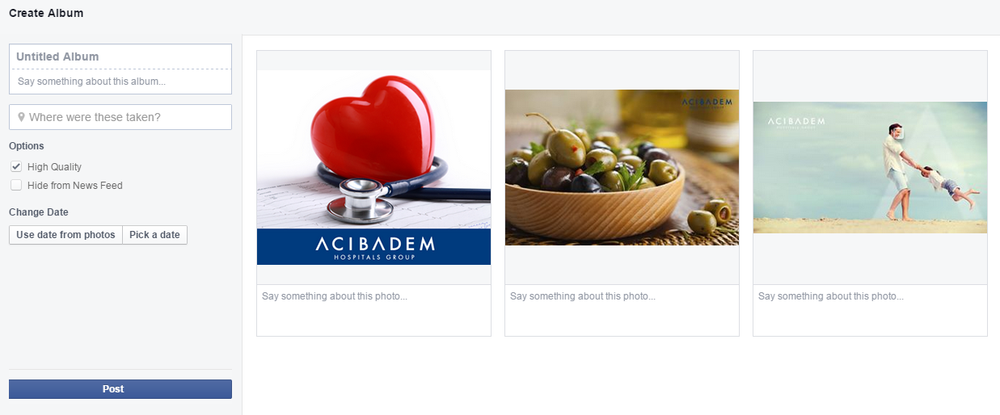 Create Album
Untitled Album
Say something about this album...
Where were these taken?
Options
High Quality
Hide from News Feed
Change Date
Use date from photos Pick a date
Post
ACIBADEM
HOSPITALS GROUP
Say something about this photo...
ACIBADEM
Say something about this photo...
ACIBADEM
HOSPITALS GROUP
Say something about this photo...